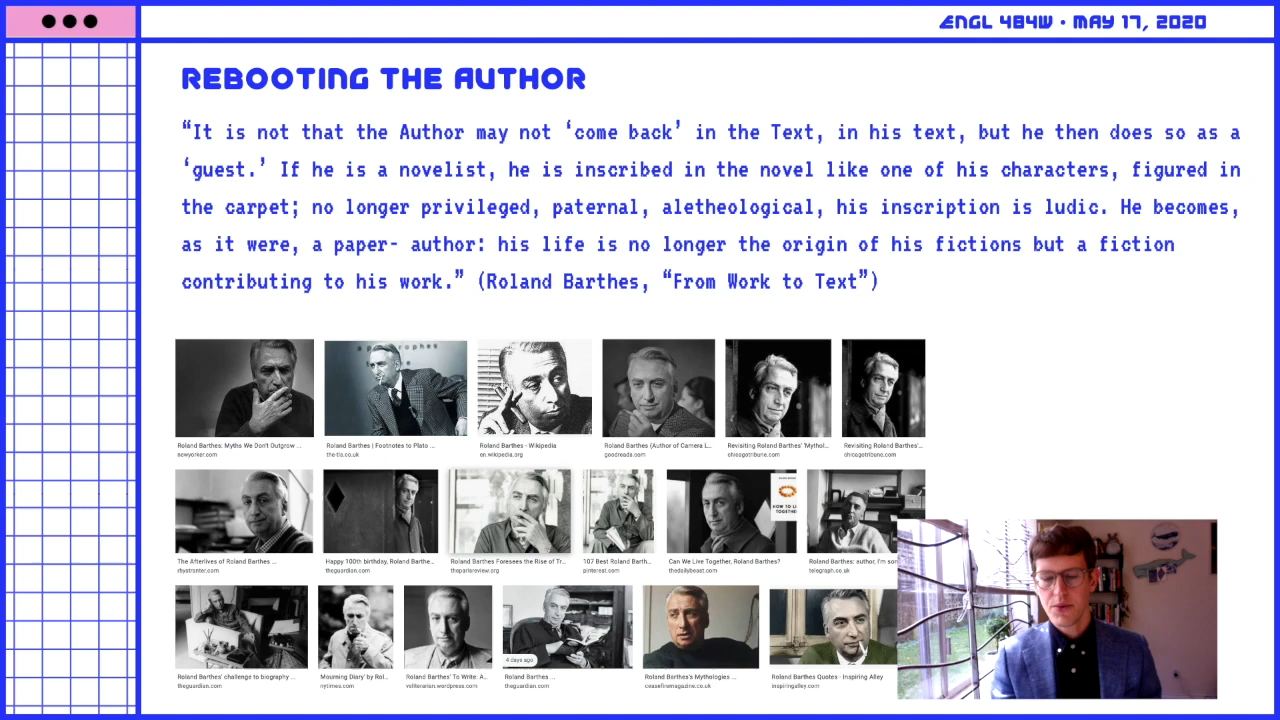 ENGL 484W · MAY 17, 2020
REBOOTING THE AUTHOR
“It is not that the Author may not ‘come back’ in the Text, in his text, but he then does so as a
‘guest.’ If he is a novelist, he is inscribed in the novel like one of his characters, figured in
the carpet; no longer privileged, paternal, aletheological, his inscription is ludic. He becomes,
as it were, a paper- author: his life is no longer the origin of his fictions but a fiction
contributing to his work.” (Roland Barthes, “From Work to Text”)
Roland Barthes: Myths We Don't Outgrow ...
newyorker.com
Roland Barthes | Footnotes to Plato ...
the-tls.co.uk
Roland Barthes - Wikipedia
en.wikipedia.org
Roland Barthes (Author of Camera L...
goodreads.com
Revisiting Roland Barthes' 'Mythol...
chicagotribune.com
Revisiting Roland Barthes'...
chicagotribune.com
HOW TO LI
TOGETHE
The Afterlives of Roland Barthes ...
rhystranter.com
Happy 100th birthday, Roland Barthe...
theguardian.com
Roland Barthes Foresees the Rise of Tr...
theparisreview.org
107 Best Roland Barth...
pinterest.com
Can We Live Together, Roland Barthes?
thedailybeast.com
Roland Barthes: author, I'm sor
telegraph.co.uk
4 days ago
Roland Barthes' challenge to biography ...
theguardian.com
Mourning Diary' by Rol...
nytimes.com
Roland Barthes' To Write: A...
vsliterarian.wordpress.com
Roland Barthes ...
theguardian.com
Roland Barthes's Mythologies ...
ceasefiremagazine.co.uk
Roland Barthes Quotes - Inspiring Alley
inspiringalley.com